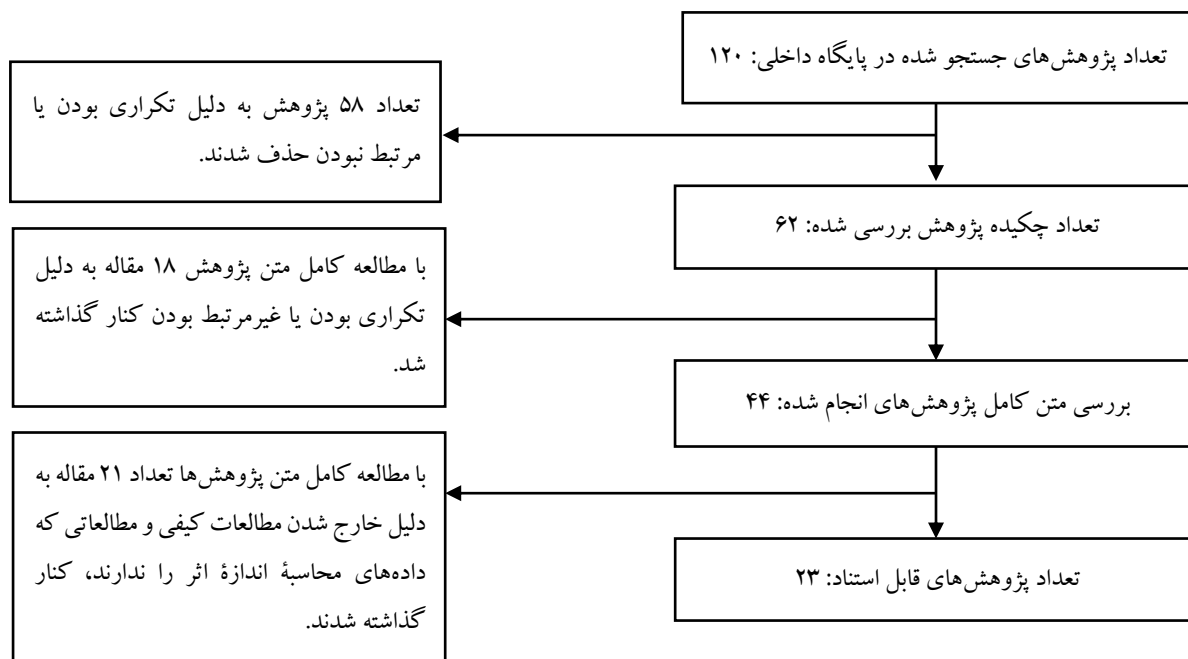 تعداد پژوهش‌های جستجو شده در پایگاه داخلی: ۱۲۰
تعداد ۵۸ پژوهش به دلیل تکراری بودن یا
مرتبط نبودن حذف شدند.
تعداد چکیده پژوهش بررسی شده: ۶۲
با مطالعه کامل متن پژوهش ۱۸ مقاله به دلیل
تکراری بودن یا غیرمرتبط بودن کنار گذاشته
شد.
بررسی متن کامل پژوهش‌های انجام شده: ۴۴
با مطالعه کامل متن پژوهش‌ها تعداد ۲۱ مقاله به
دلیل خارج شدن مطالعات کیفی و مطالعاتی که
داده‌های محاسبهٔ اندازهٔ اثر را ندارند، کنار
گذاشته شدند.
تعداد پژوهش‌های قابل استناد: ۲۳